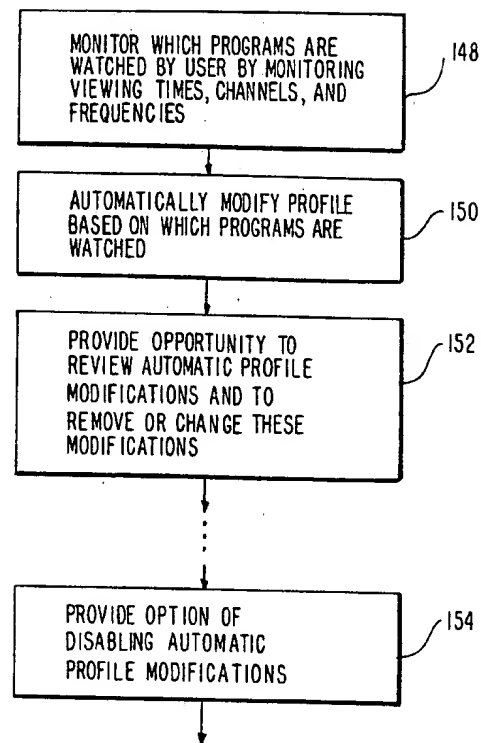 MONITOR WHICH PROGRAMS ARE
WATCHED BY USER BY MONITORING
VIEWING TIMES, CHANNELS, AND
FREQUENCIES
148
AUTOMATICALLY MODIFY PROFILE
BASED ON WHICH PROGRAMS ARE
WATCHED
150
PROVIDE OPPORTUNITY TO
REVIEW AUTOMATIC PROFILE
MODIFICATIONS AND TO
REMOVE OR CHANGE THESE
MODIFICATIONS
152
PROVIDE OPTION OF
DISABLING AUTOMATIC
PROFILE MODIFICATIONS
154